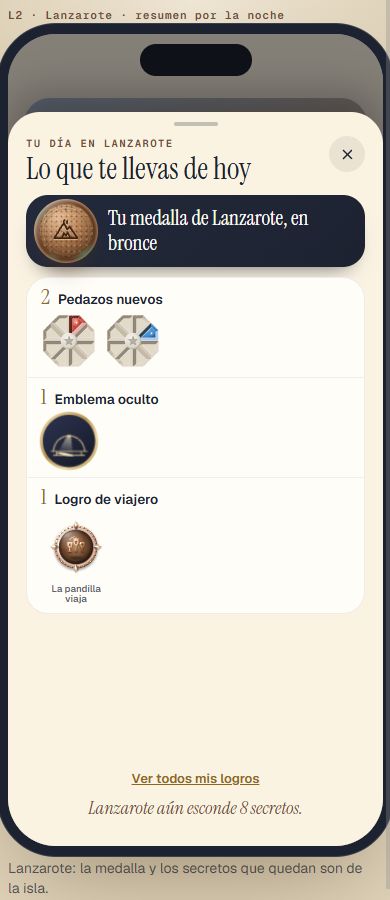 L2 · Lanzarote · resumen por la noche
TU DÍA EN LANZAROTE
Lo que te llevas de hoy
Tu medalla de Lanzarote, en
bronce
2 Pedazos nuevos
1 Emblema oculto
1 Logro de viajero
La pandilla
viaja
Ver todos mis logros
Lanzarote aún esconde 8 secretos.
Lanzarote: la medalla y los secretos que quedan son de
la isla.